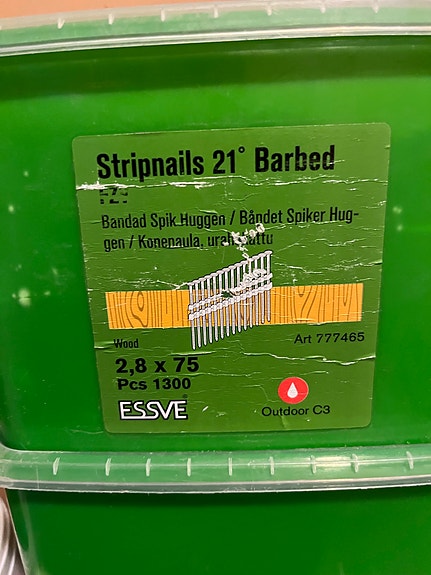 Stripnails 21° Barbed
Bandad Spik Huggen / Båndet Spiker Hug-
gen / Konepaula,
Wood
Art 777465
2,8 x 75
Pcs 1300
ESSVE
Outdoor C3